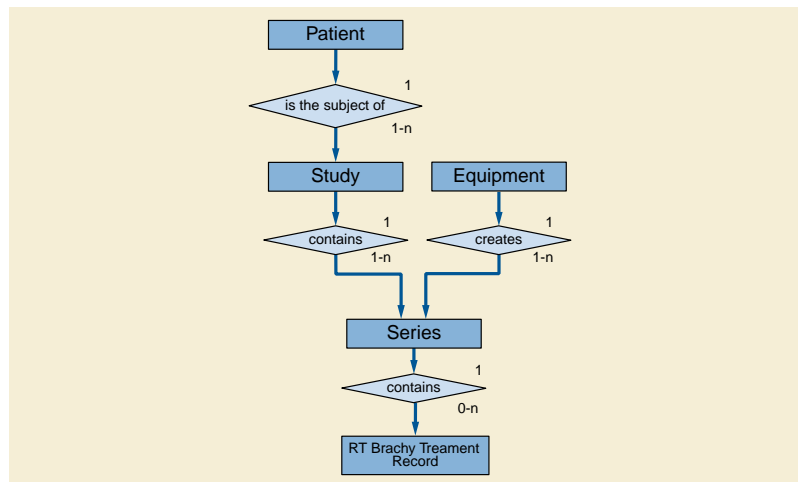 Patient
1
is the subject of
1-n
Study
Equipment
1
1
contains
creates
1-n
1-n
Series
1
contains
0-n
RT Brachy Treament
Record